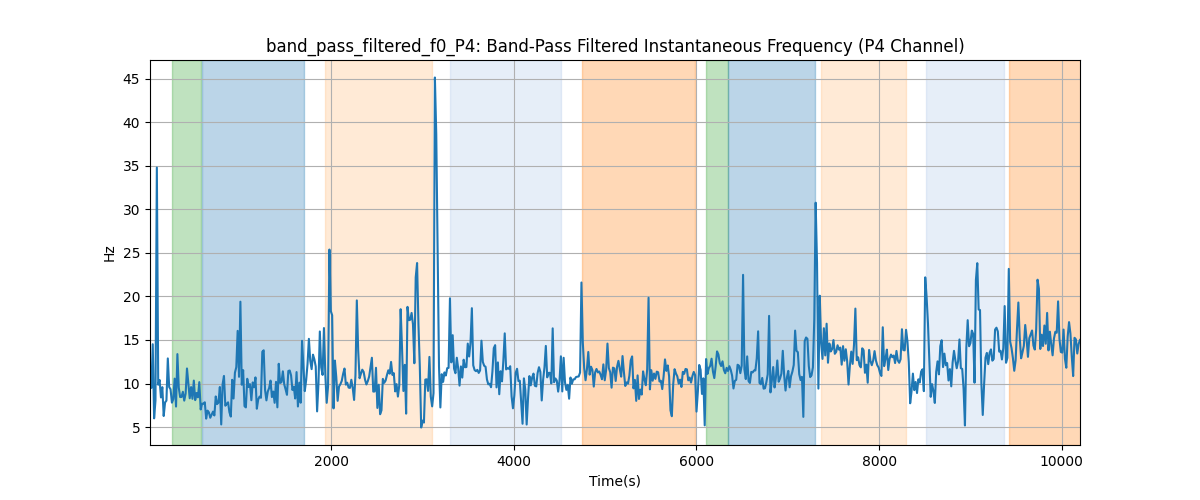 band_pass_filtered_f0_P4: Band-Pass Filtered Instantaneous Frequency (P4 Channel)
45
40
35
30
25
20
15
10
5
Hz
2000 4000 6000 8000 10000
Time(s)